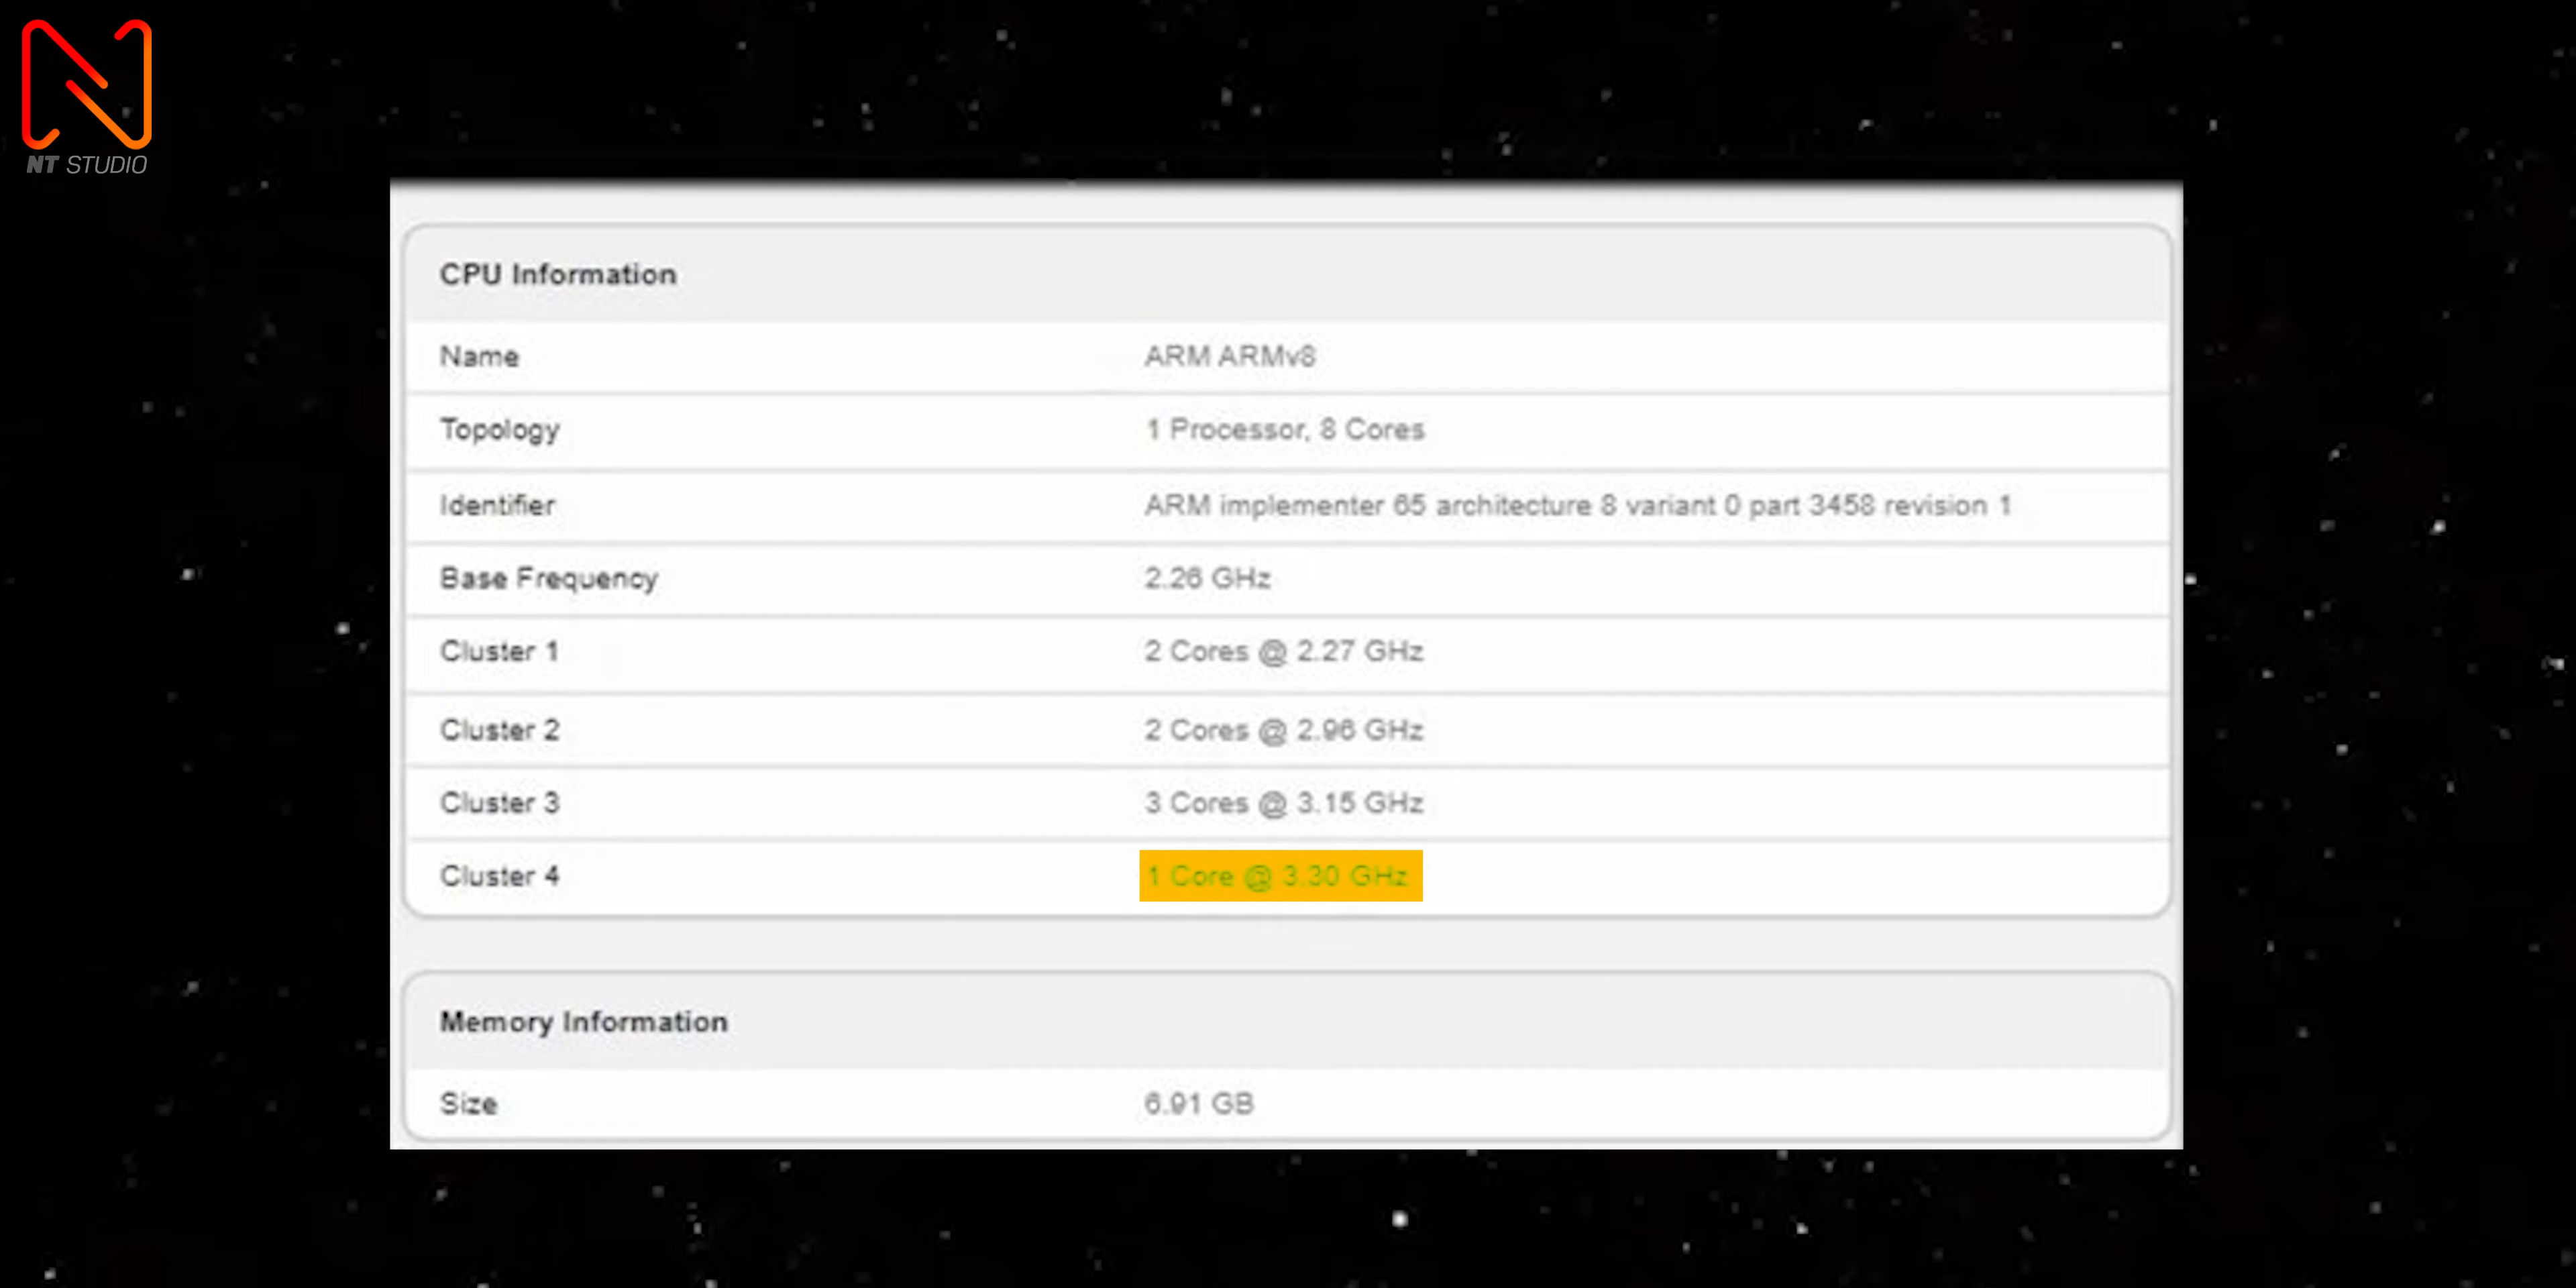 NT STUDIO
CPU Information
Name ARM ARMv8
Topology 1 Processor, 8 Cores
Identifier ARM implementer 65 architecture 8 variant 0 part 3458 revision 1
Base Frequency 2.26 GHz
Cluster 1 2 Cores @ 2.27 GHz
Cluster 2 2 Cores @ 2.96 GHz
Cluster 3 3 Cores @ 3.15 GHz
Cluster 4 1 Core @ 3.30 GHz
Memory Information
Size 6.91 GB